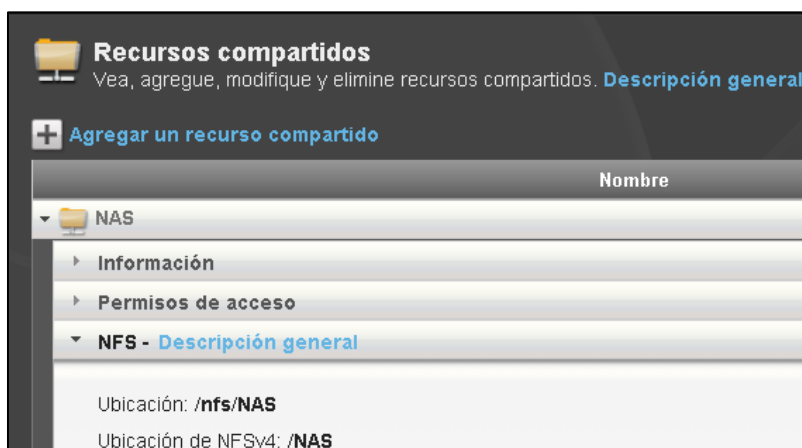 Recursos compartidos
Vea, agregue, modifique y elimine recursos compartidos. Descripción general
Agregar un recurso compartido
Nombre
NAS
Información
Permisos de acceso
NFS - Descripción general
Ubicación: /nfs/NAS
Ubicación de NFSv4: /NAS